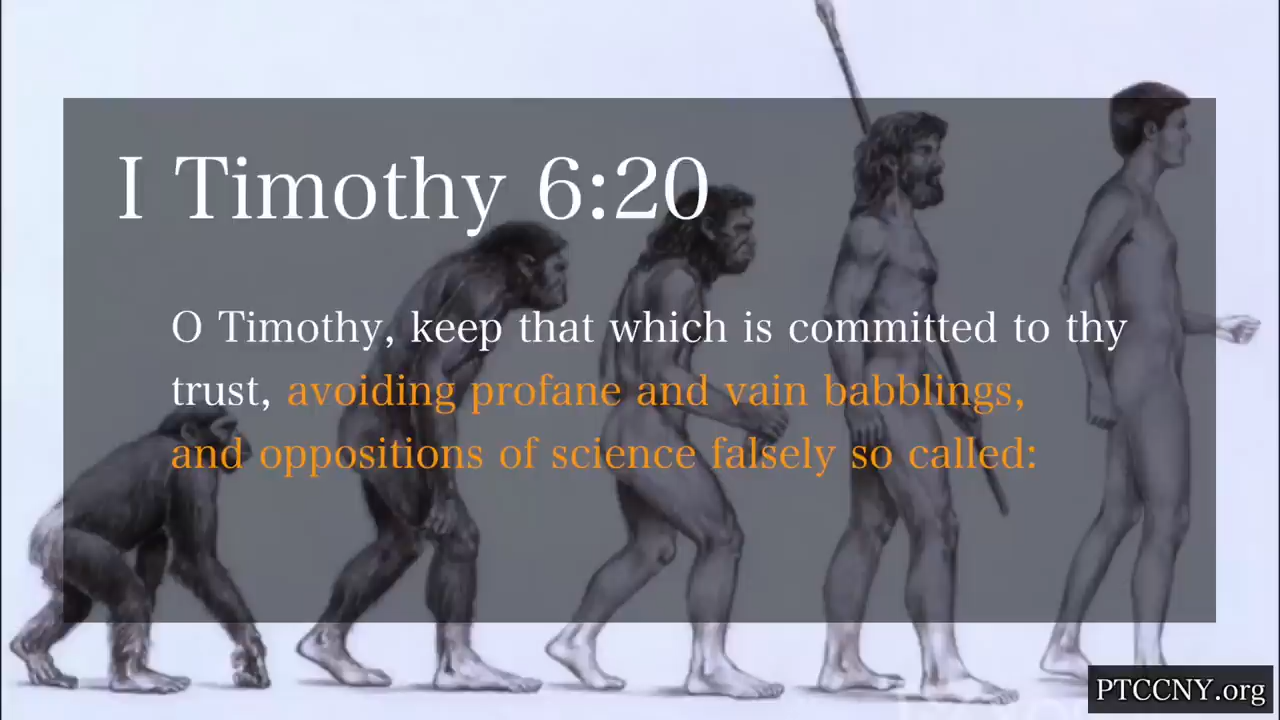 I Timothy 6:20
O Timothy, keep that which is committed to thy
trust, avoiding profane and vain babblings,
and oppositions of science falsely so called:
PTCCNY.org